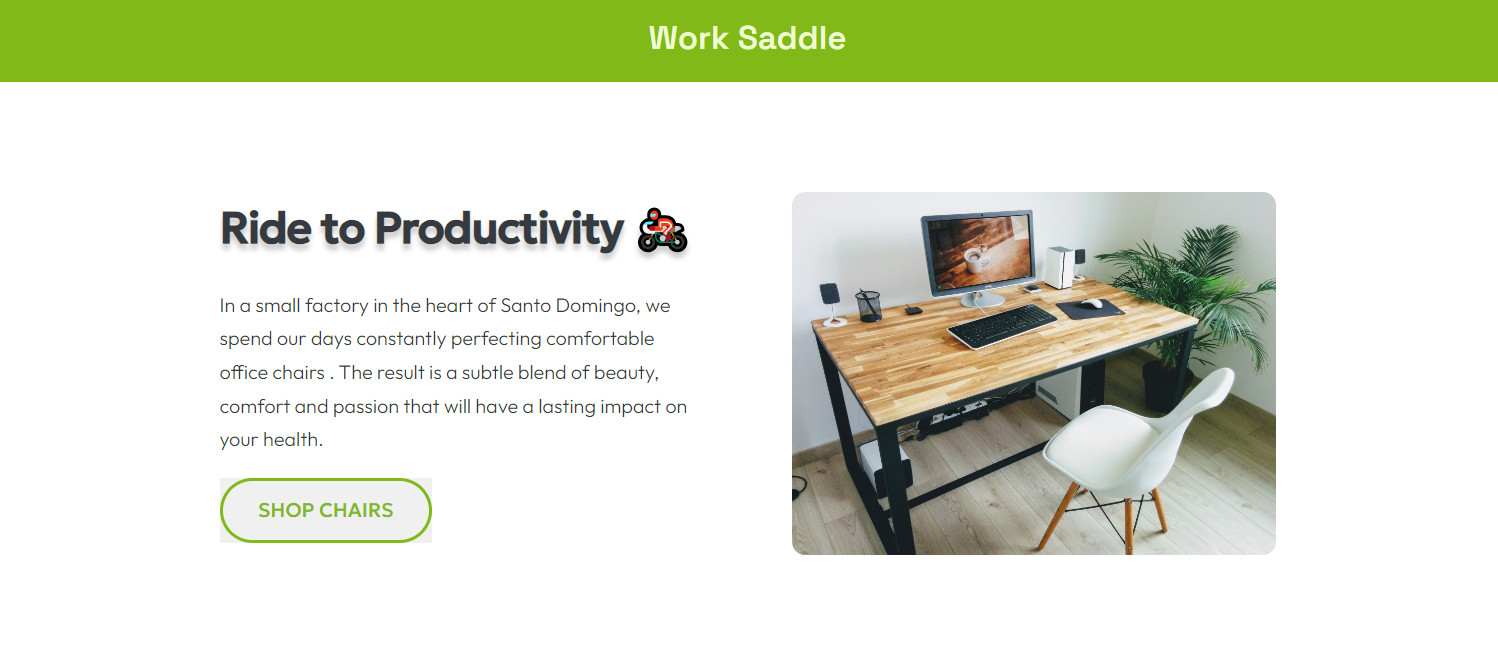 Work Saddle
Ride to Productivity 🏍
In a small factory in the heart of Santo Domingo, we
spend our days constantly perfecting comfortable
office chairs . The result is a subtle blend of beauty,
comfort and passion that will have a lasting impact on
your health.
SHOP CHAIRS